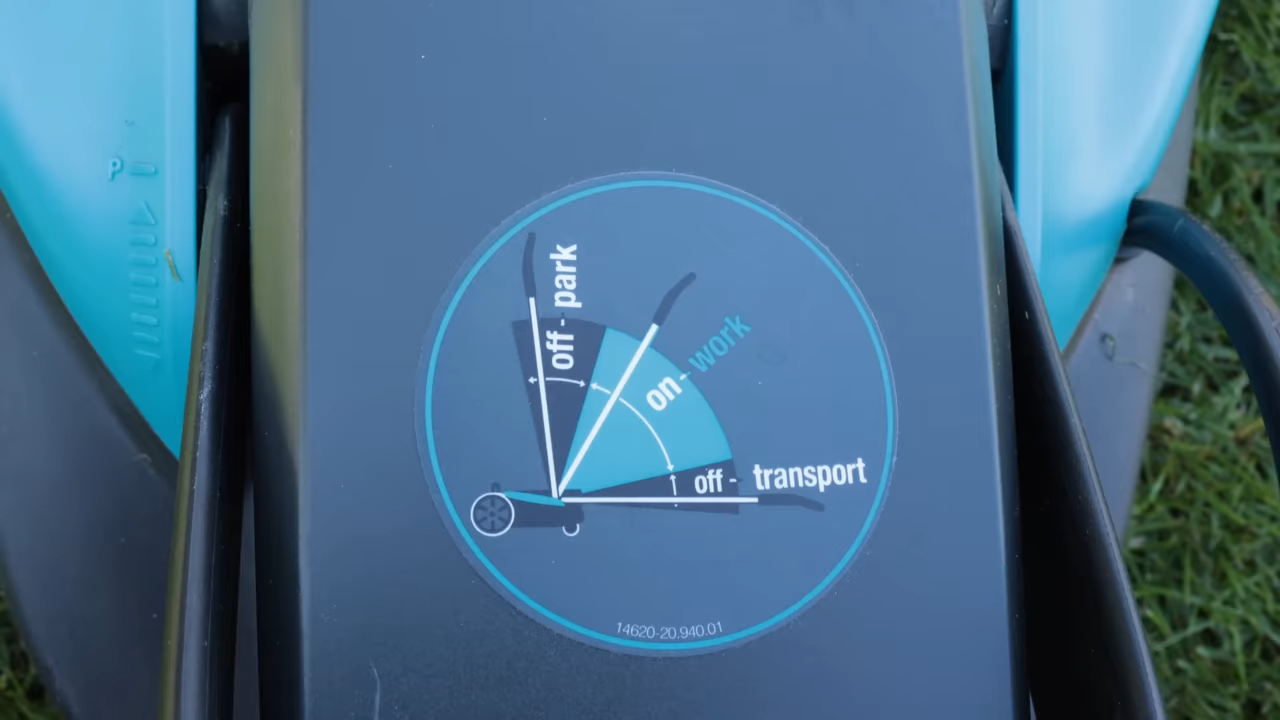 P
off - park
on - work
off - transport
14620-20.940.01